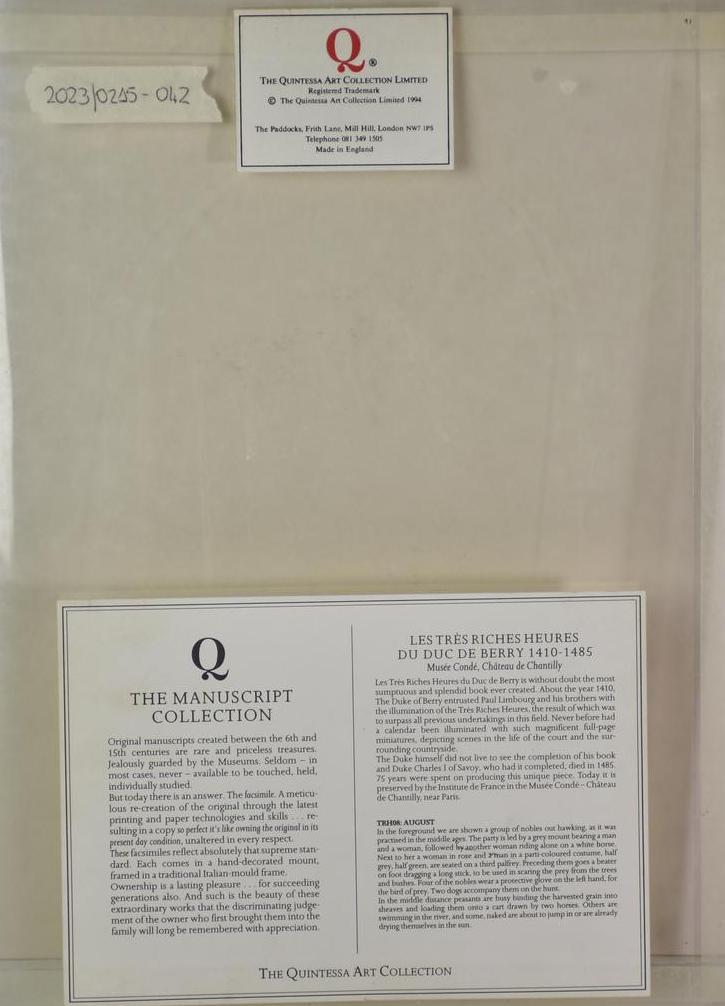 2023/0215-042
Q®
THE QUINTESSA ART COLLECTION LIMITED
Registered Trademark
© The Quintessa Art Collection Limited 1994
The Paddocks, Frith Lane, Mill Hill, London NW7 1PS
Telephone 081 349 1505
Made in England
Q
THE MANUSCRIPT
COLLECTION
Original manuscripts created between the 6th and
15th centuries are rare and priceless treasures.
Jealously guarded by the Museums. Seldom – in
most cases, never – available to be touched, held,
individually studied.
But today there is an answer. The facsimile. A meticu-
lous re-creation of the original through the latest
printing and paper technologies and skills . . . re-
sulting in a copy so perfect it's like owning the original in its
present day condition, unaltered in every respect.
These facsimiles reflect absolutely that supreme stan-
dard. Each comes in a hand-decorated mount,
framed in a traditional Italian-mould frame.
Ownership is a lasting pleasure . . . for succeeding
generations also. And such is the beauty of these
extraordinary works that the discriminating judge-
ment of the owner who first brought them into the
family will long be remembered with appreciation.
LES TRÈS RICHES HEURES
DU DUC DE BERRY 1410-1485
Musée Condé, Château de Chantilly
Les Très Riches Heures du Duc de Berry is without doubt the most
sumptuous and splendid book ever created. About the year 1410,
The Duke of Berry entrusted Paul Limbourg and his brothers with
the illumination of the Très Riches Heures, the result of which was
to surpass all previous undertakings in this field. Never before had
a calendar been illuminated with such magnificent full-page
miniatures, depicting scenes in the life of the court and the sur-
rounding countryside.
The Duke himself did not live to see the completion of his book
and Duke Charles I of Savoy, who had it completed, died in 1485.
75 years were spent on producing this unique piece. Today it is
preserved by the Institute de France in the Musée Condé – Château
de Chantilly, near Paris.
TRH08: AUGUST
In the foreground we are shown a group of nobles out hawking, as it was
practised in the middle ages. The party is led by a grey mount bearing a man
and a woman, followed by another woman riding alone on a white horse.
Next to her a woman in rose and a man in a parti-coloured costume, half
grey, half green, are seated on a third palfrey. Preceding them goes a beater
on foot dragging a long stick, to be used in scaring the prey from the trees
and bushes. Four of the nobles wear a protective glove on the left hand, for
the bird of prey. Two dogs accompany them on the hunt.
In the middle distance peasants are busy binding the harvested grain into
sheaves and loading them onto a cart drawn by two horses. Others are
swimming in the river, and some, naked are about to jump in or are already
drying themselves in the sun.
THE QUINTESSA ART COLLECTION